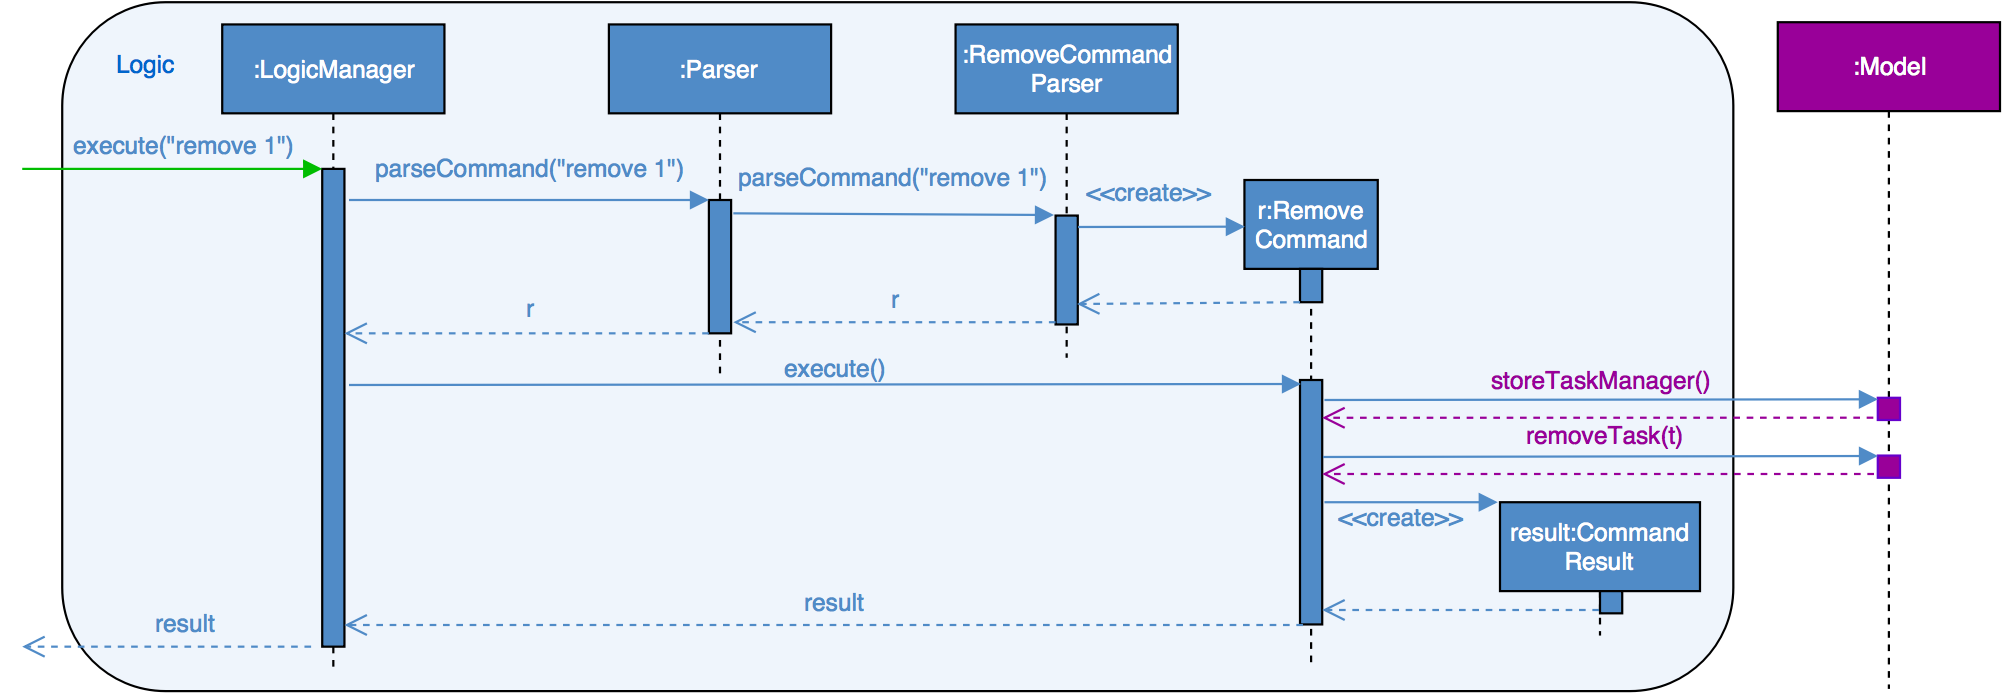 Logic
:LogicManager
:Parser
:RemoveCommand
Parser
:Model
execute("remove 1")
parseCommand("remove 1")
parseCommand("remove 1")
<<create>>
r:Remove
Command
r
r
execute()
storeTaskManager()
removeTask(t)
<<create>>
result:Command
Result
result
result